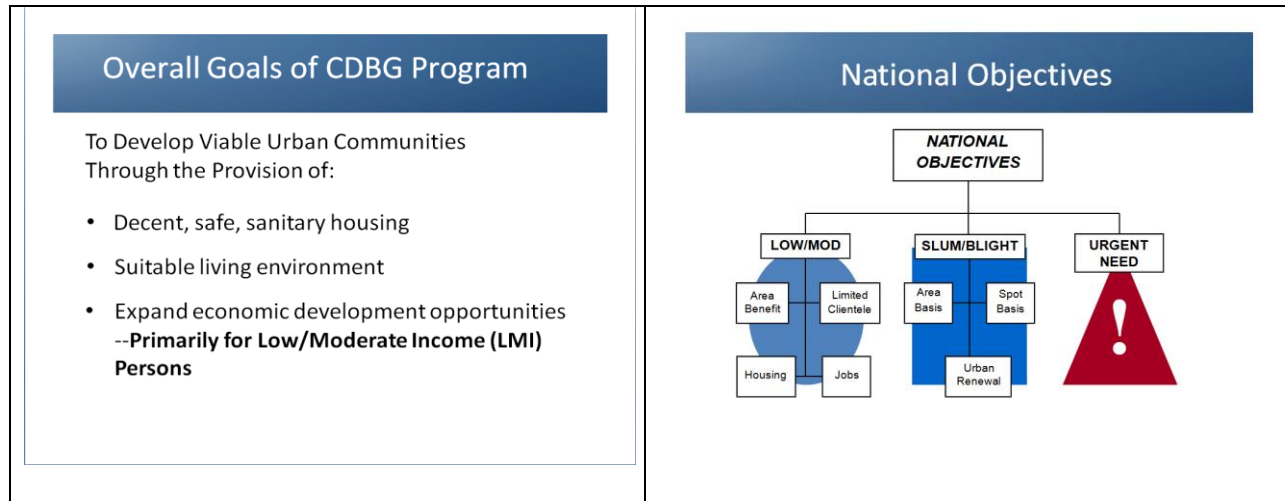 Overall Goals of CDBG Program
To Develop Viable Urban Communities
Through the Provision of:
• Decent, safe, sanitary housing
• Suitable living environment
• Expand economic development opportunities
--Primarily for Low/Moderate Income (LMI)
Persons
National Objectives
NATIONAL
OBJECTIVES
LOW/MOD
Area
Benefit
Limited
Clientele
Housing
Jobs
SLUM/BLIGHT
Area
Basis
Spot
Basis
Urban
Renewal
URGENT
NEED
!